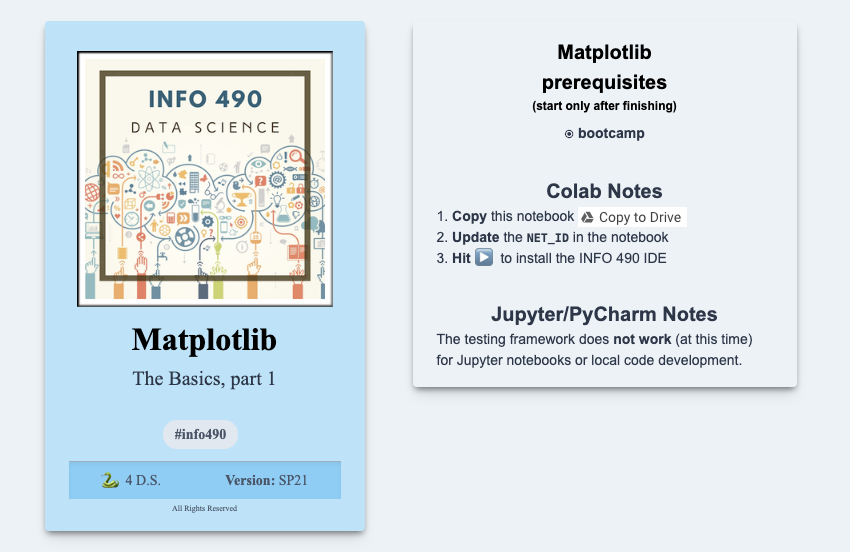 INFO 490
DATA SCIENCE
Matplotlib
The Basics, part 1
#info490
🐍 4 D.S. Version: SP21
All Rights Reserved
Matplotlib
prerequisites
(start only after finishing)
⦿ bootcamp
Colab Notes
1. Copy this notebook Copy to Drive
2. Update the NET_ID in the notebook
3. Hit ▶️ to install the INFO 490 IDE
Jupyter/PyCharm Notes
The testing framework does not work (at this time)
for Jupyter notebooks or local code development.